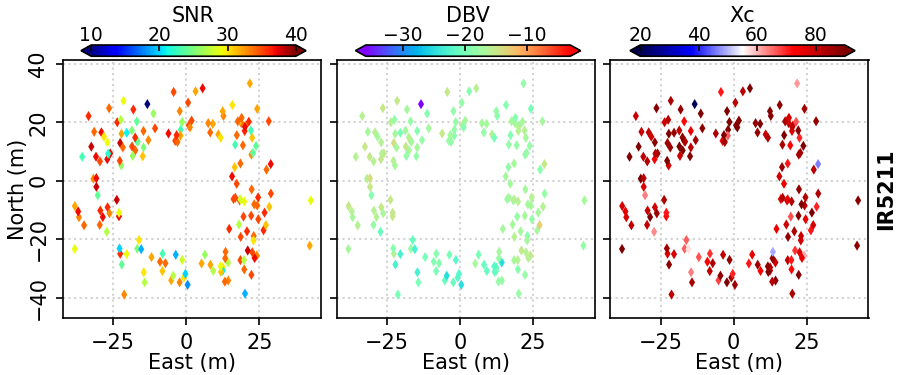 SNR DBV Xc
10 20 30 40 −30 −20 −10 20 40 60 80
40
20
0
−20
−40
North (m)
IR5211
−25 0 25 −25 0 25 −25 0 25
East (m) East (m) East (m)